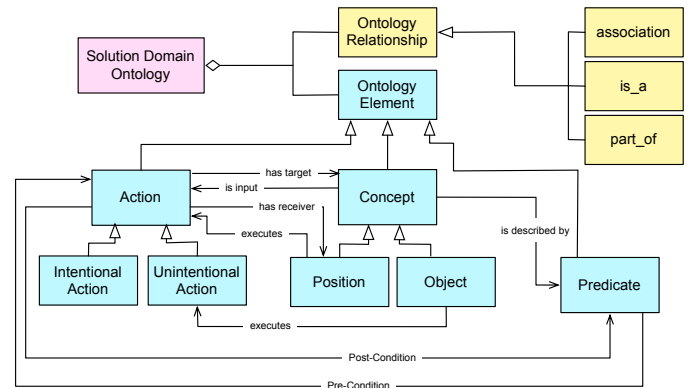 Solution Domain
Ontology
Ontology
Relationship
association
is_a
part_of
Ontology
Element
Action
has target
is input
has receiver
executes
Concept
is described by
Intentional
Action
Unintentional
Action
Position
Object
Predicate
executes
Post-Condition
Pre-Condition